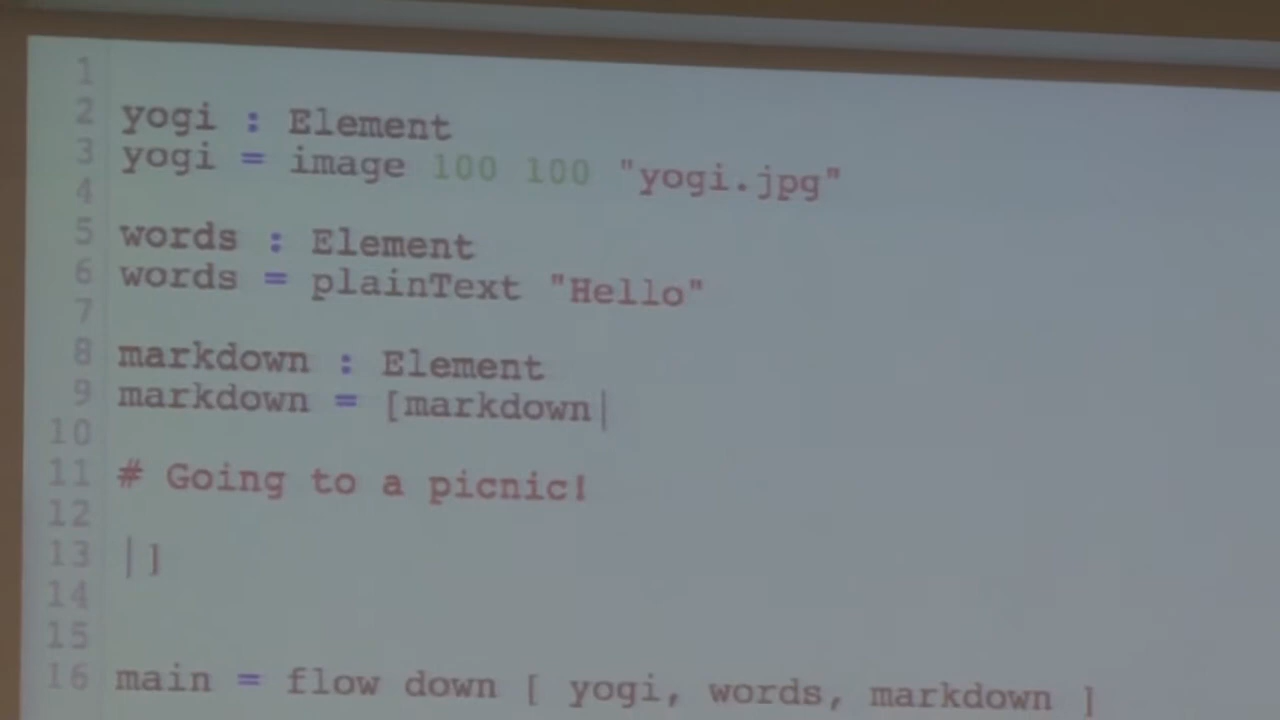 1
2 yogi : Element
3 yogi = image 100 100 "yogi.jpg"
4
5 words : Element
6 words = plainText "Hello"
7
8 markdown : Element
9 markdown = [markdown|
10
11 # Going to a picnic!
12
13 |]
14
15
16 main = flow down [ yogi, words, markdown ]